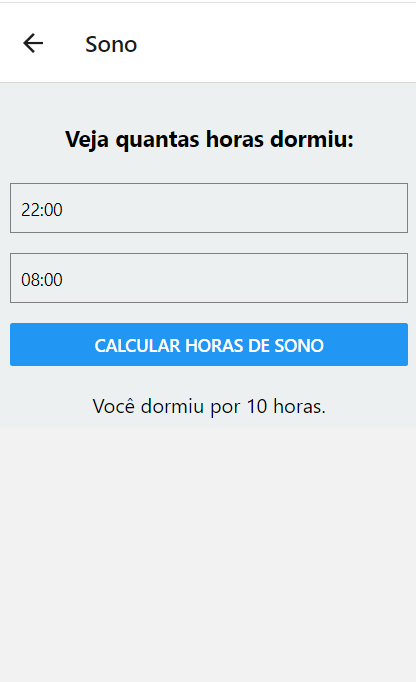 Sono
Veja quantas horas dormiu:
22:00
08:00
CALCULAR HORAS DE SONO
Você dormiu por 10 horas.